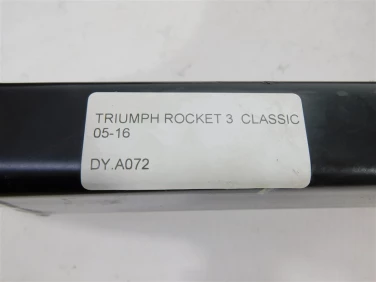 TRIUMPH ROCKET 3 CLASSIC
05-16
DY.A072